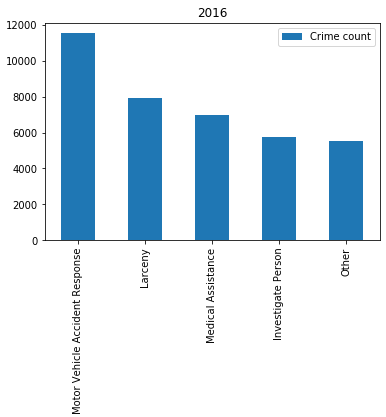 2016
Crime count
12000
10000
8000
6000
4000
2000
0
Motor Vehicle Accident Response
Larceny
Medical Assistance
Investigate Person
Other